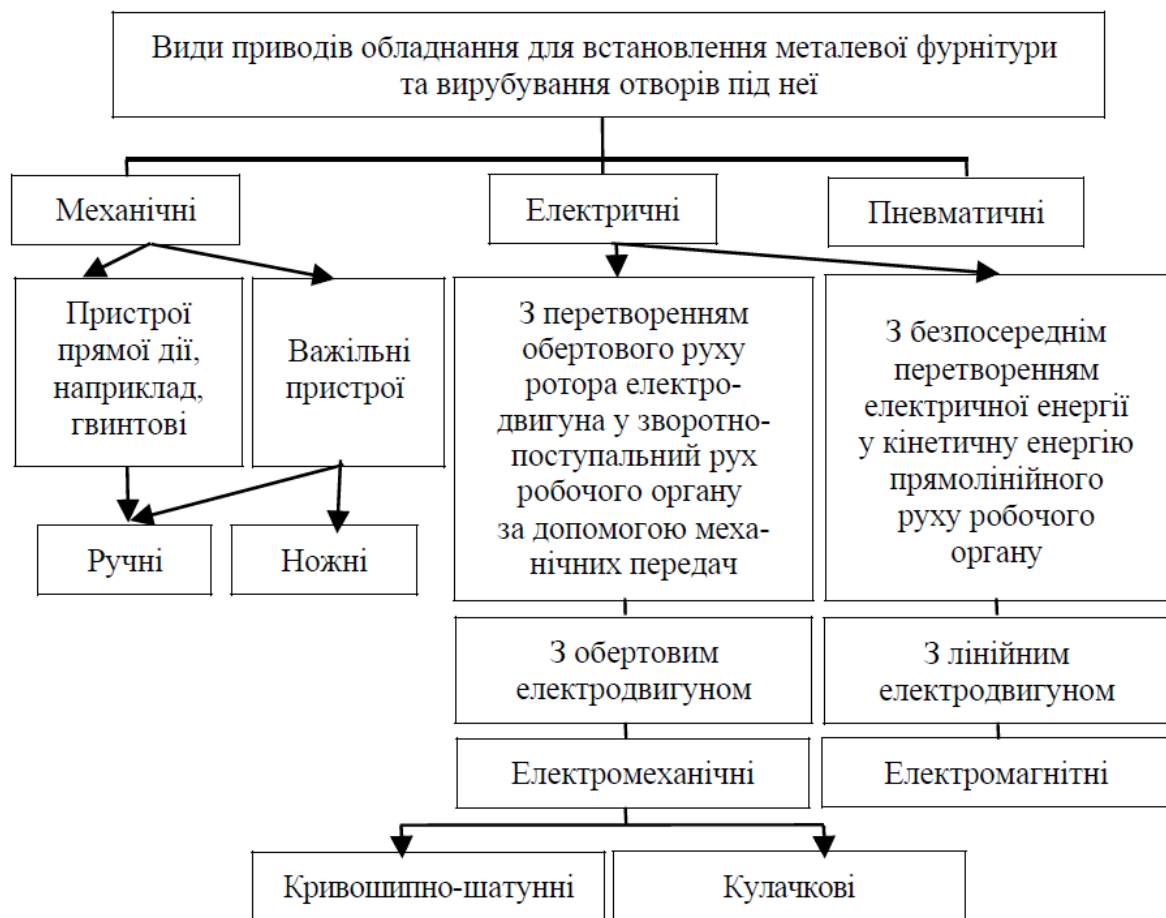 Види приводів обладнання для встановлення металевої фурнітури
та вирубування отворів під неї
Механічні
Електричні
Пневматичні
Пристрої
прямої дії,
наприклад,
гвинтові
Важільні
пристрої
З перетворенням
обертового руху
ротора електро-
двигуна у зворотно-
поступальний рух
робочого органу
за допомогою меха-
нічних передач
З безпосереднім
перетворенням
електричної енергії
у кінетичну енергію
прямолінійного
руху робочого
органу
Ручні
Ножні
З обертовим
електродвигуном
З лінійним
електродвигуном
Електромеханічні
Електромагнітні
Кривошипно-шатунні
Кулачкові